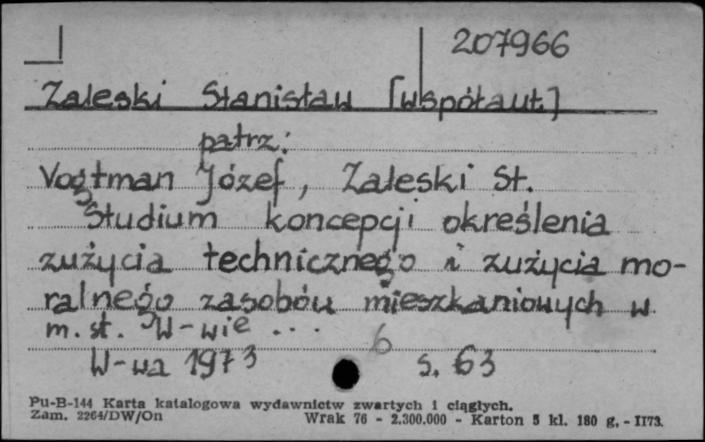 207966
Zaleski Stanisław [współaut.]
patrz:
Vogtman Józef, Zaleski St.
Studium koncepcji określenia
zużycia technicznego i zużycia mo-
ralnego zasobów mieszkaniowych w
m. st. W-wie ...
6
W-wa 1973 s. 63
Pu-B-144 Karta katalogowa wydawnictw zwartych i ciągłych.
Zam. 2264/DW/On Wrak 76 - 2.300.000 - Karton 5 kl. 180 g. - II73.